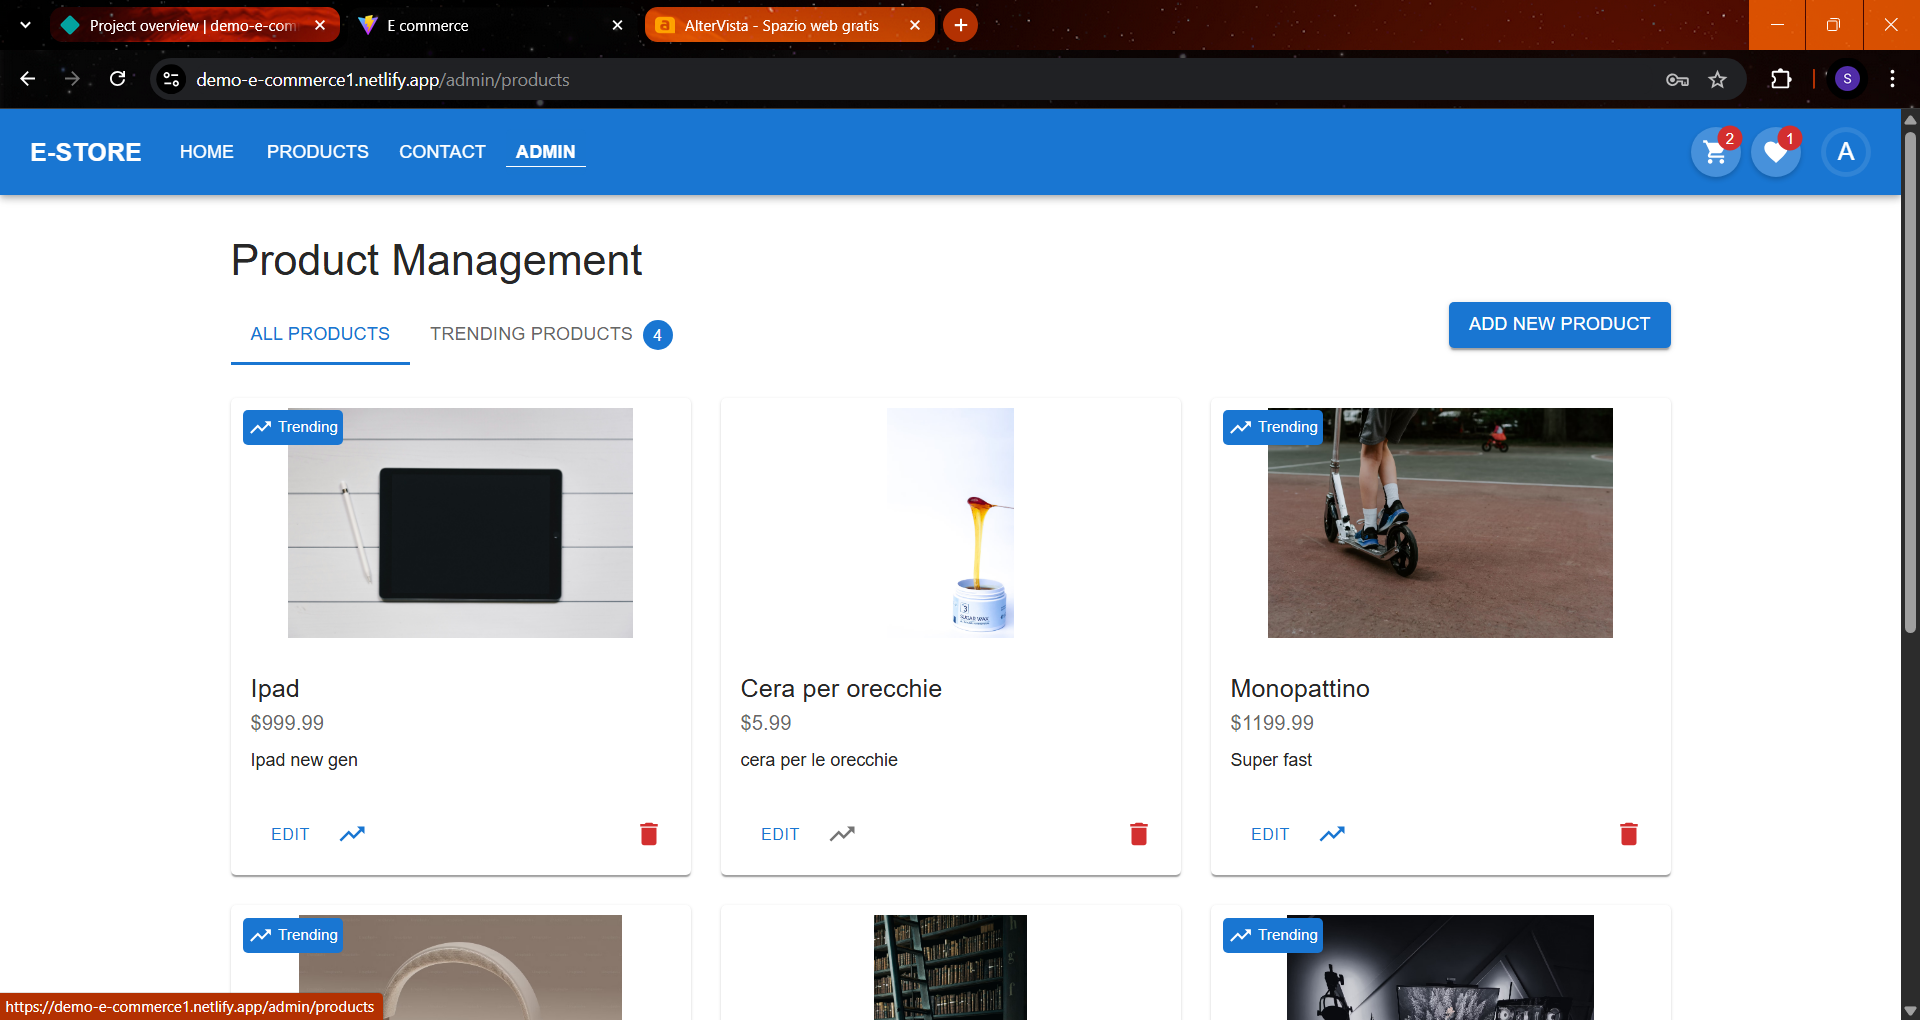 Project overview | demo-e-com
E commerce
AlterVista - Spazio web gratis
demo-e-commerce1.netlify.app/admin/products
S
E-STORE
HOME
PRODUCTS
CONTACT
ADMIN
2
1
A
Product Management
ALL PRODUCTS
TRENDING PRODUCTS
4
ADD NEW PRODUCT
Trending
Trending
3
SUGAR WAX
Ipad
$999.99
Ipad new gen
EDIT
Cera per orecchie
$5.99
cera per le orecchie
EDIT
Monopattino
$1199.99
Super fast
EDIT
Trending
Trending
https://demo-e-commerce1.netlify.app/admin/products